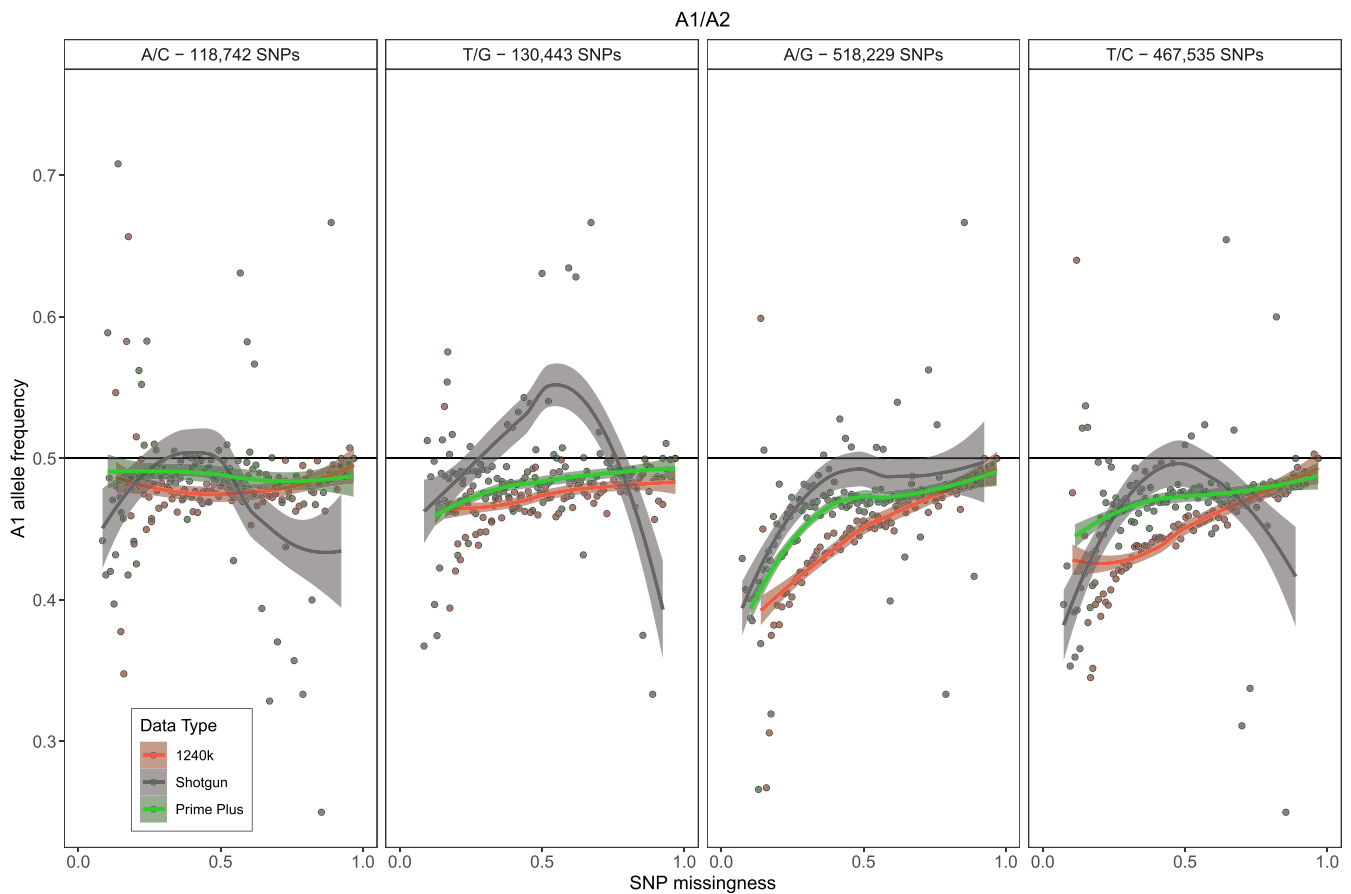 A1/A2
A/C − 118,742 SNPs
T/G − 130,443 SNPs
A/G − 518,229 SNPs
T/C − 467,535 SNPs
A1 allele frequency
0.7
0.6
0.5
0.4
0.3
Data Type
1240k
Shotgun
Prime Plus
0.0 0.5 1.0
0.0 0.5 1.0
0.0 0.5 1.0
0.0 0.5 1.0
SNP missingness